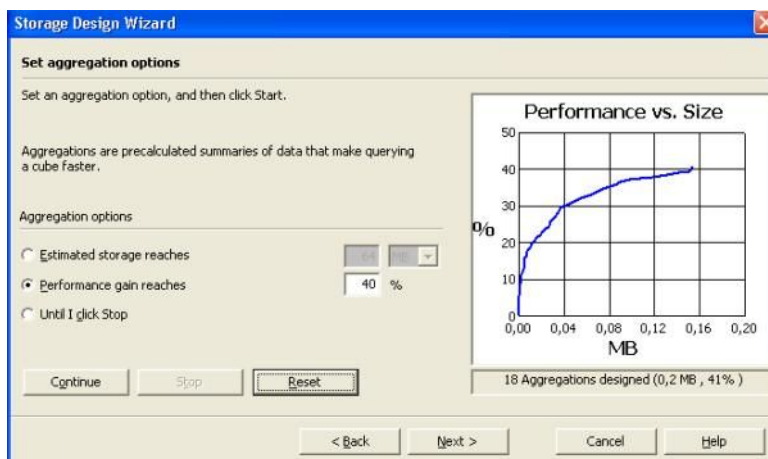 Storage Design Wizard
Set aggregation options
Set an aggregation option, and then click Start.
Aggregations are precalculated summaries of data that make querying
a cube faster.
Aggregation options
Estimated storage reaches
64 MB
Performance gain reaches
40 %
Until I click Stop
Continue Stop Reset
Performance vs. Size
50
40
30
%
20
10
0
0,00 0,04 0,08 0,12 0,16 0,20
MB
18 Aggregations designed (0,2 MB , 41% )
< Back Next > Cancel Help